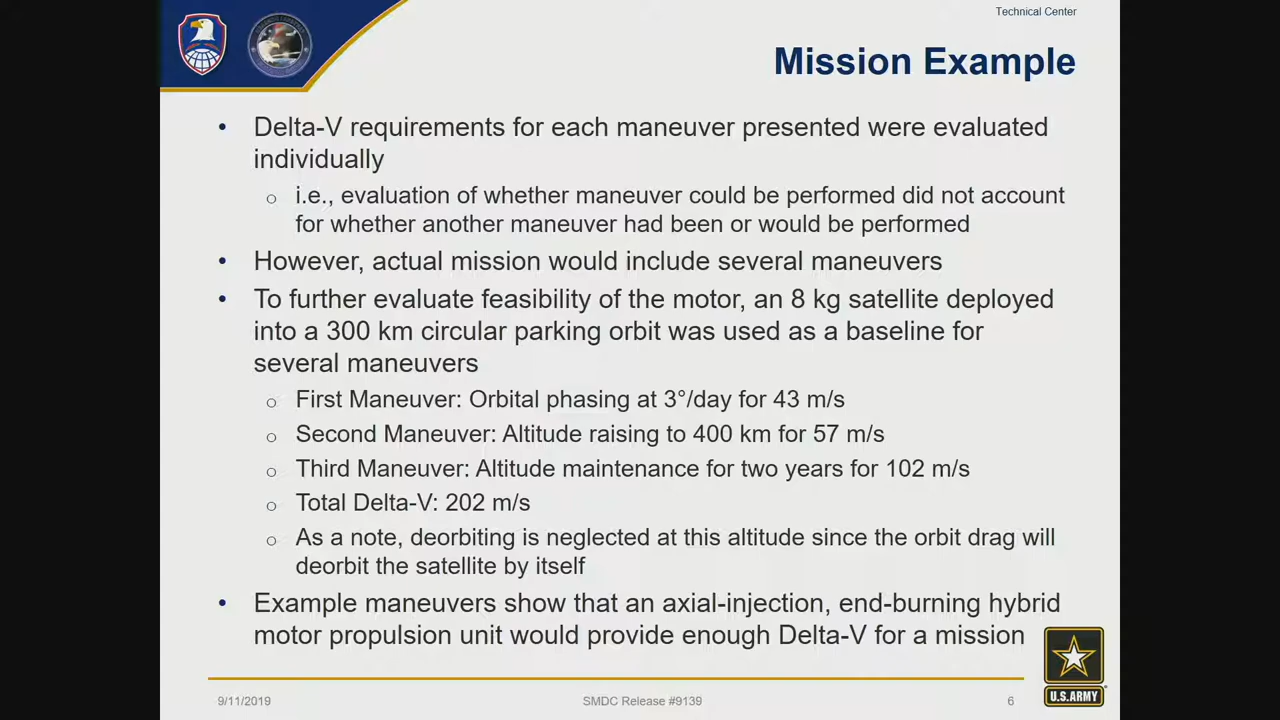 Technical Center
Mission Example
• Delta-V requirements for each maneuver presented were evaluated
individually
o i.e., evaluation of whether maneuver could be performed did not account
for whether another maneuver had been or would be performed
• However, actual mission would include several maneuvers
• To further evaluate feasibility of the motor, an 8 kg satellite deployed
into a 300 km circular parking orbit was used as a baseline for
several maneuvers
o First Maneuver: Orbital phasing at 3°/day for 43 m/s
o Second Maneuver: Altitude raising to 400 km for 57 m/s
o Third Maneuver: Altitude maintenance for two years for 102 m/s
o Total Delta-V: 202 m/s
o As a note, deorbiting is neglected at this altitude since the orbit drag will
deorbit the satellite by itself
• Example maneuvers show that an axial-injection, end-burning hybrid
motor propulsion unit would provide enough Delta-V for a mission
U.S.ARMY
9/11/2019
SMDC Release #9139
6